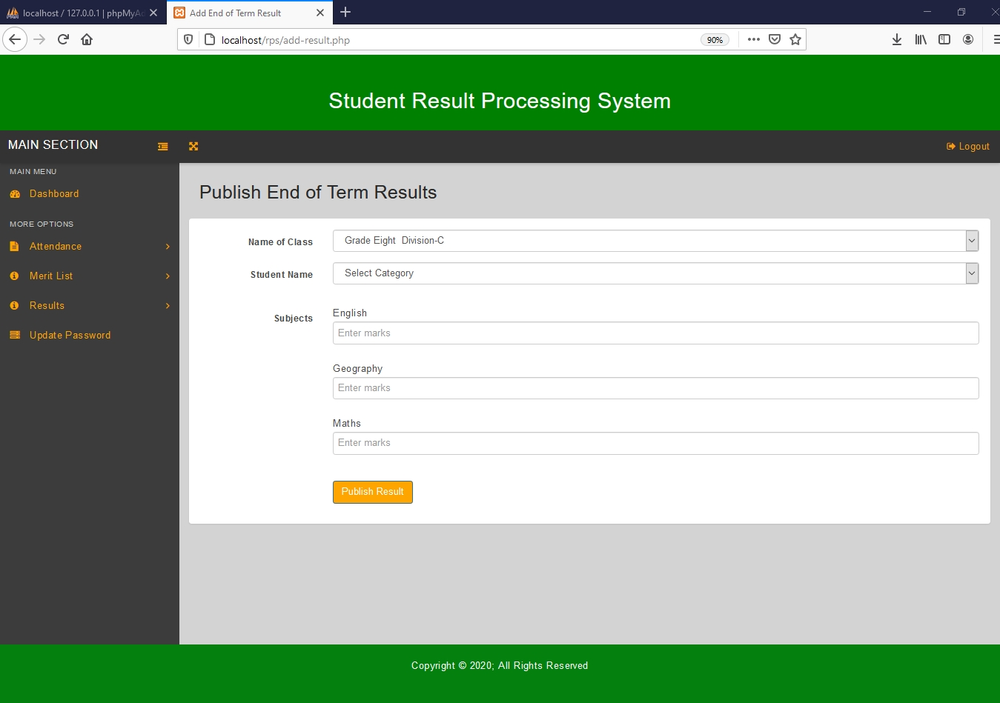 localhost / 127.0.0.1 | phpMyAd
Add End of Term Result
localhost/rps/add-result.php
90%
Student Result Processing System
MAIN SECTION
Logout
MAIN MENU
Dashboard
MORE OPTIONS
Attendance
Merit List
Results
Update Password
Publish End of Term Results
Name of Class
Grade Eight  Division-C
Student Name
Select Category
Subjects
English
Enter marks
Geography
Enter marks
Maths
Enter marks
Publish Result
Copyright © 2020; All Rights Reserved